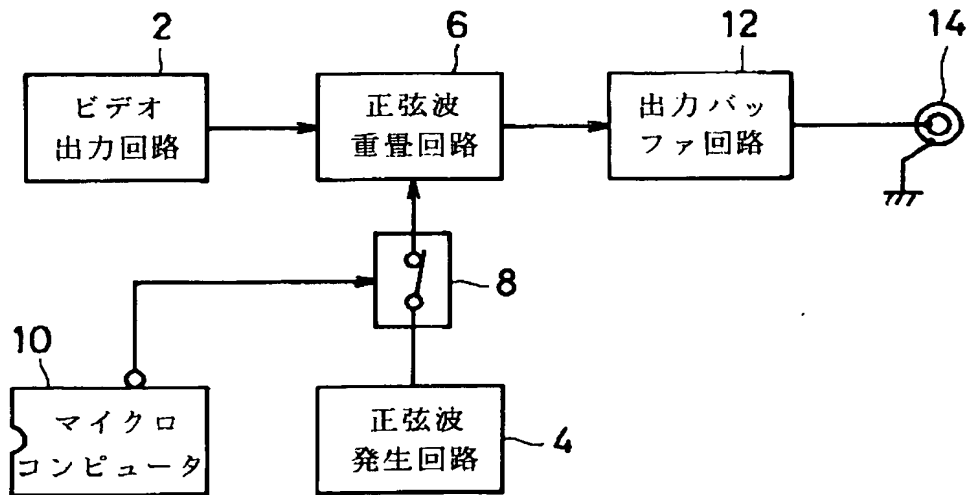 2
6
12
14
ビデオ
出力回路
正弦波
重畳回路
出力バッ
ファ回路
8
10
マイクロ
コンピュータ
正弦波
発生回路
4